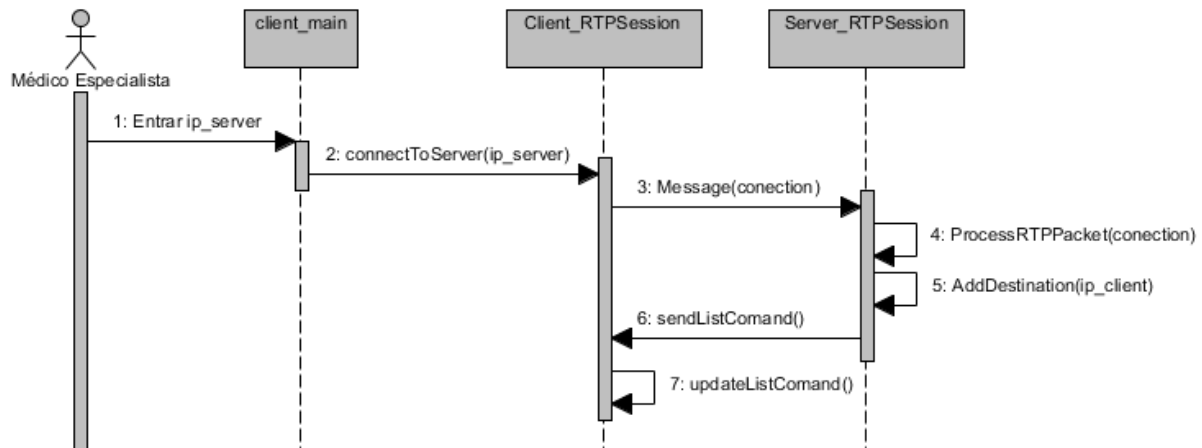 client_main
Client_RTPSession
Server_RTPSession
Médico Especialista
1: Entrar ip_server
2: connectToServer(ip_server)
3: Message(conection)
4: ProcessRTPPacket(conection)
5: AddDestination(ip_client)
6: sendListComand()
7: updateListComand()